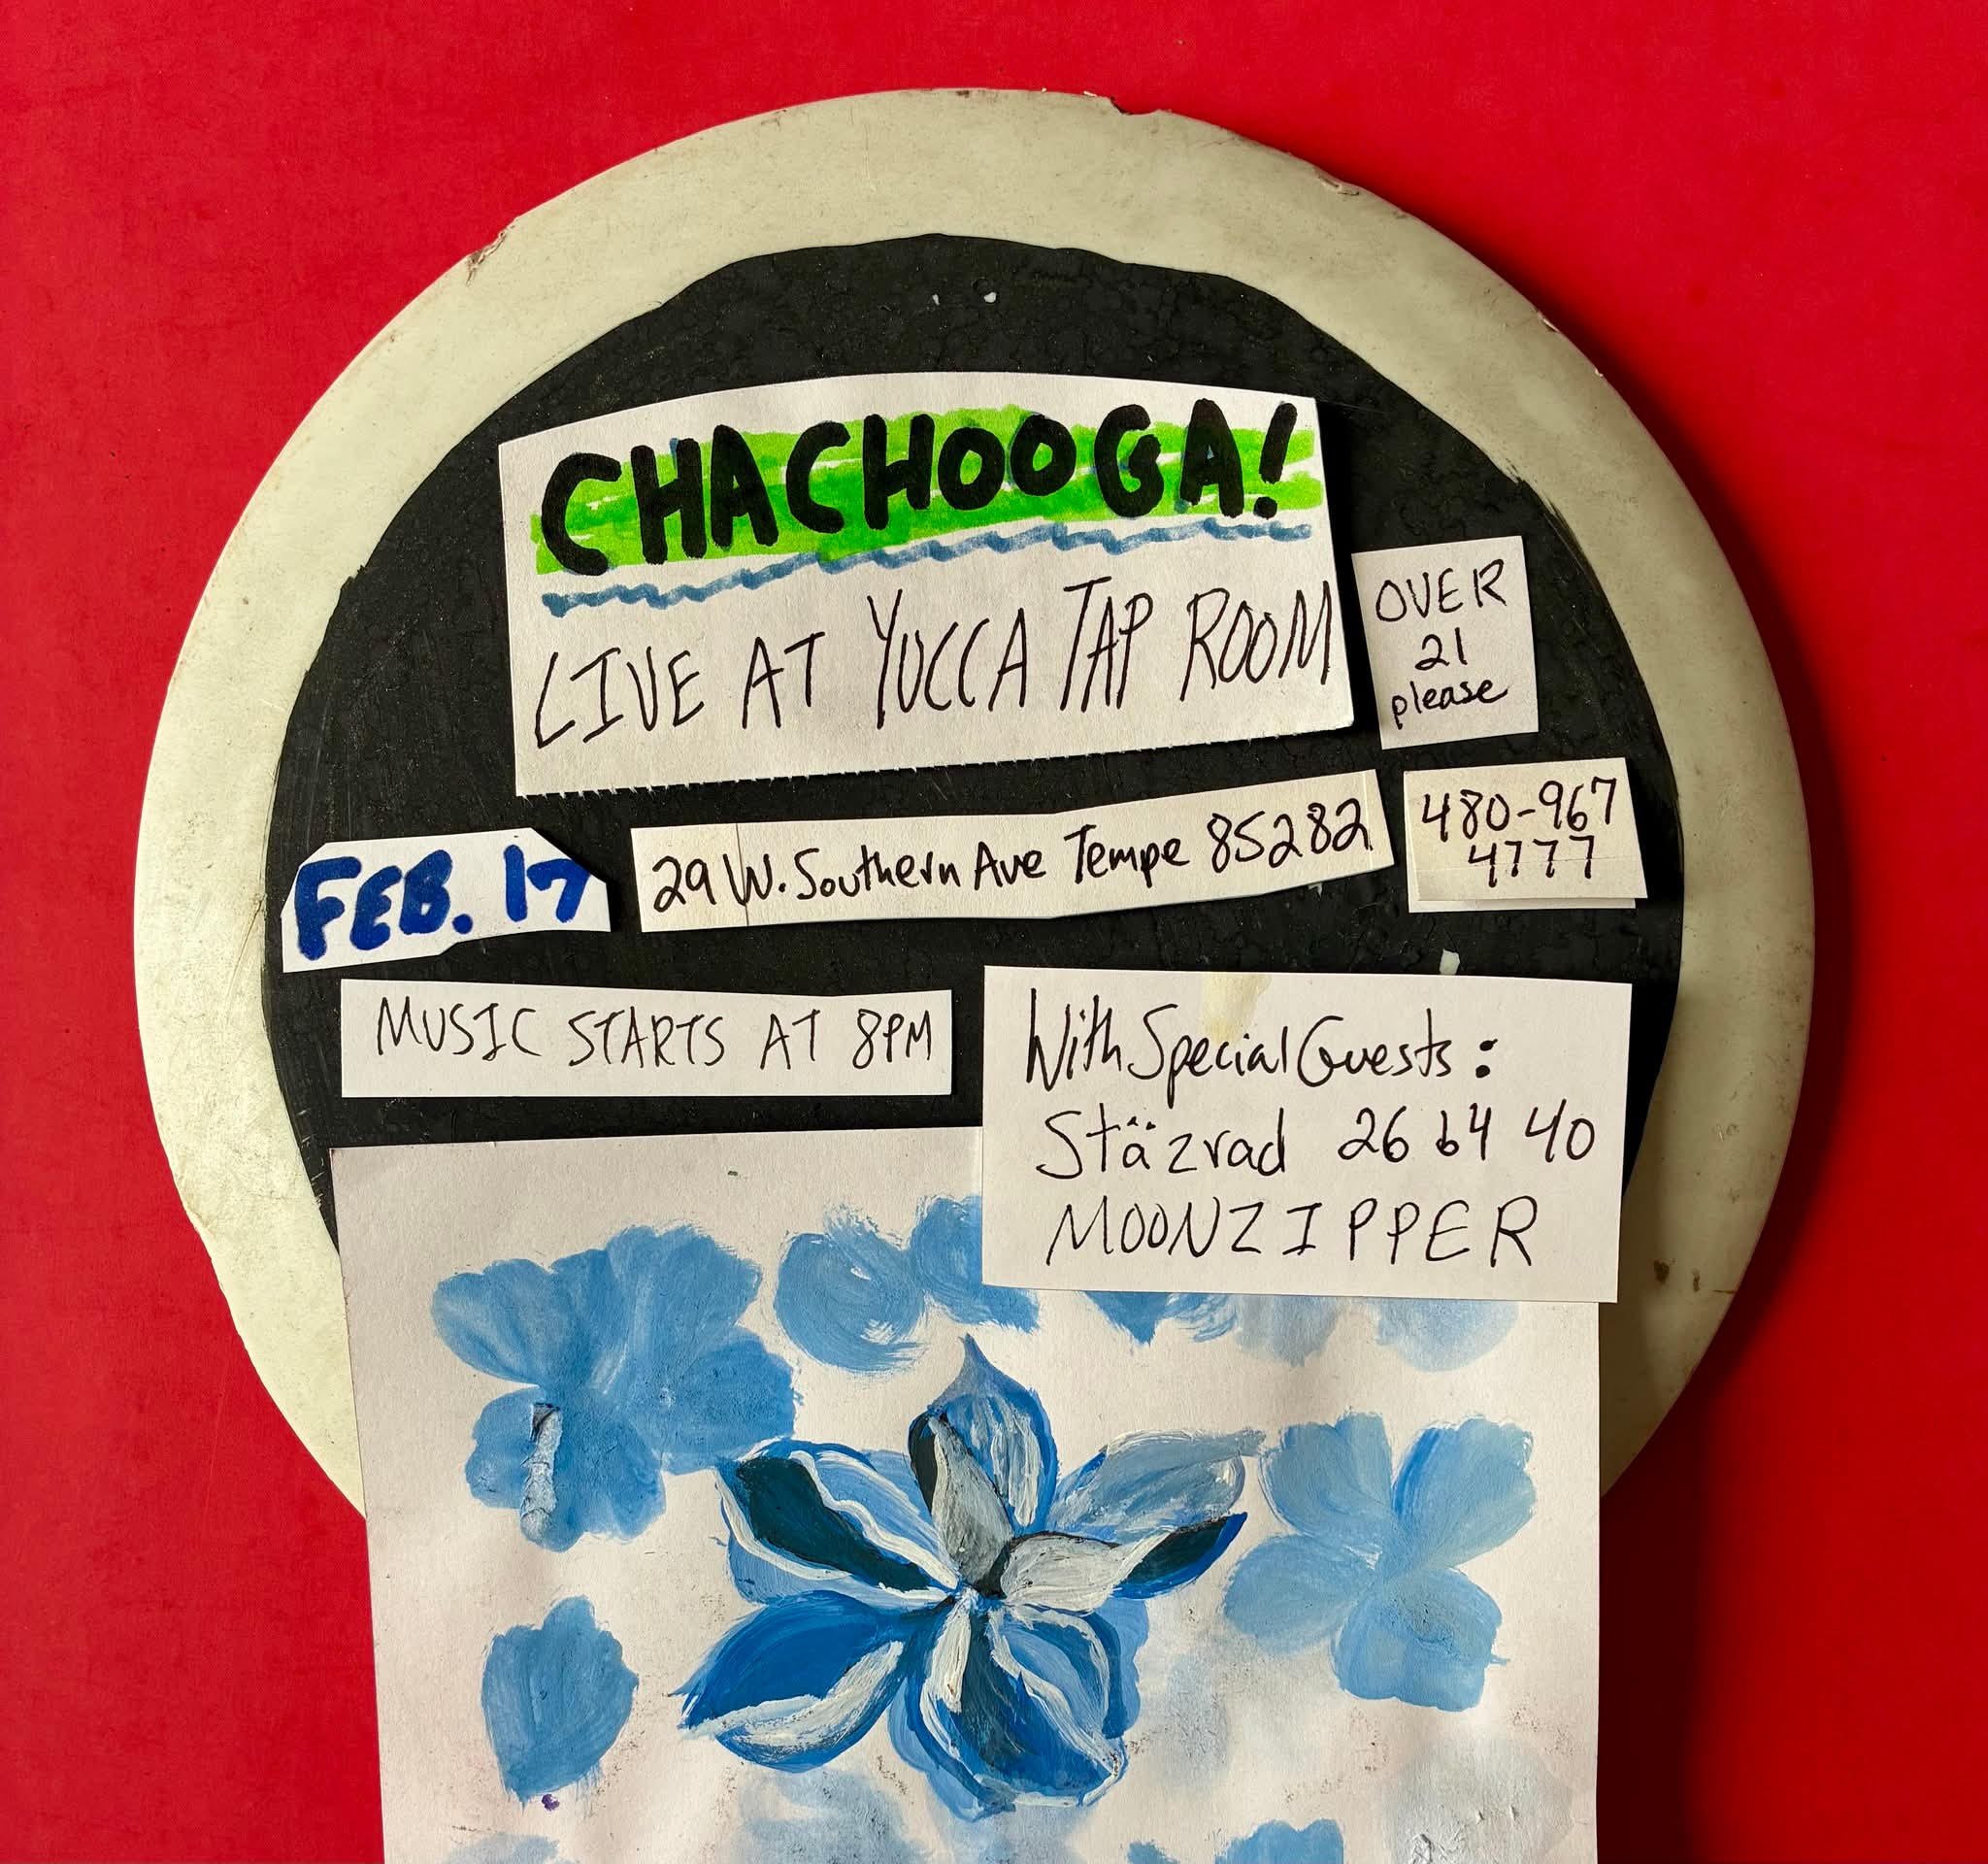 CHACHOOGA!
LIVE AT YUCCA TAP ROOM
OVER
21
please
FEB. 17
29 W. Southern Ave Tempe 85282
480-967
4777
MUSIC STARTS AT 8PM
With Special Guests:
Stäzrad 26 64 40
MOONZIPPER